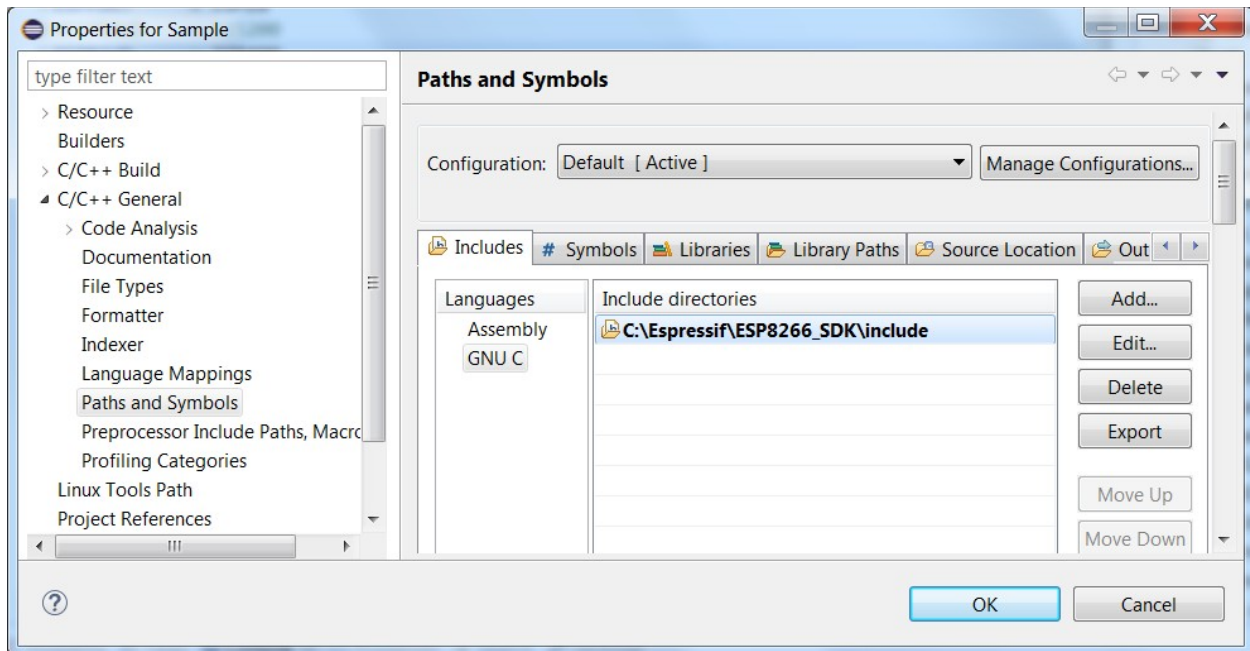 Properties for Sample
type filter text
Resource
Builders
C/C++ Build
C/C++ General
Code Analysis
Documentation
File Types
Formatter
Indexer
Language Mappings
Paths and Symbols
Preprocessor Include Paths, Macro
Profiling Categories
Linux Tools Path
Project References
Paths and Symbols
Configuration: Default [ Active ] Manage Configurations...
Includes # Symbols Libraries Library Paths Source Location Out
Languages Include directories
Assembly
GNU C
C:\Espressif\ESP8266_SDK\include
Add...
Edit...
Delete
Export
Move Up
Move Down
OK Cancel